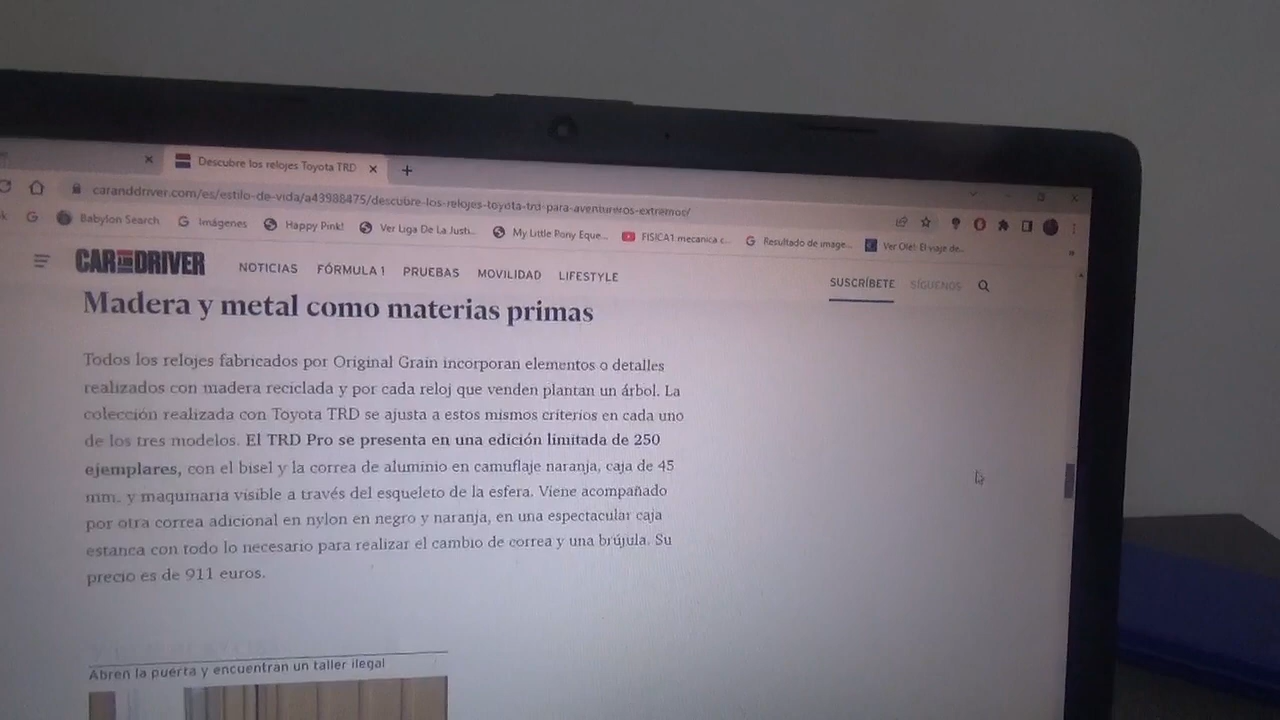 Descubre los relojes Toyota TRD
caranddriver.com/es/estilo-de-vida/a43988475/descubre-los-relojes-toyota-trd-para-aventureros-extremos/
Babylon Search Imágenes Happy Pink! Ver Liga De La Justi... My Little Pony Eque... FISICA1 mecanica c... Resultado de image... Ver Olé! El viaje de...
CAR AND DRIVER NOTICIAS FÓRMULA 1 PRUEBAS MOVILIDAD LIFESTYLE SUSCRÍBETE SÍGUENOS
Madera y metal como materias primas
Todos los relojes fabricados por Original Grain incorporan elementos o detalles
realizados con madera reciclada y por cada reloj que venden plantan un árbol. La
colección realizada con Toyota TRD se ajusta a estos mismos criterios en cada uno
de los tres modelos. El TRD Pro se presenta en una edición limitada de 250
ejemplares, con el bisel y la correa de aluminio en camuflaje naranja, caja de 45
mm. y maquinaria visible a través del esqueleto de la esfera. Viene acompañado
por otra correa adicional en nylon en negro y naranja, en una espectacular caja
estanca con todo lo necesario para realizar el cambio de correa y una brújula. Su
precio es de 911 euros.
Abren la puerta y encuentran un taller ilegal